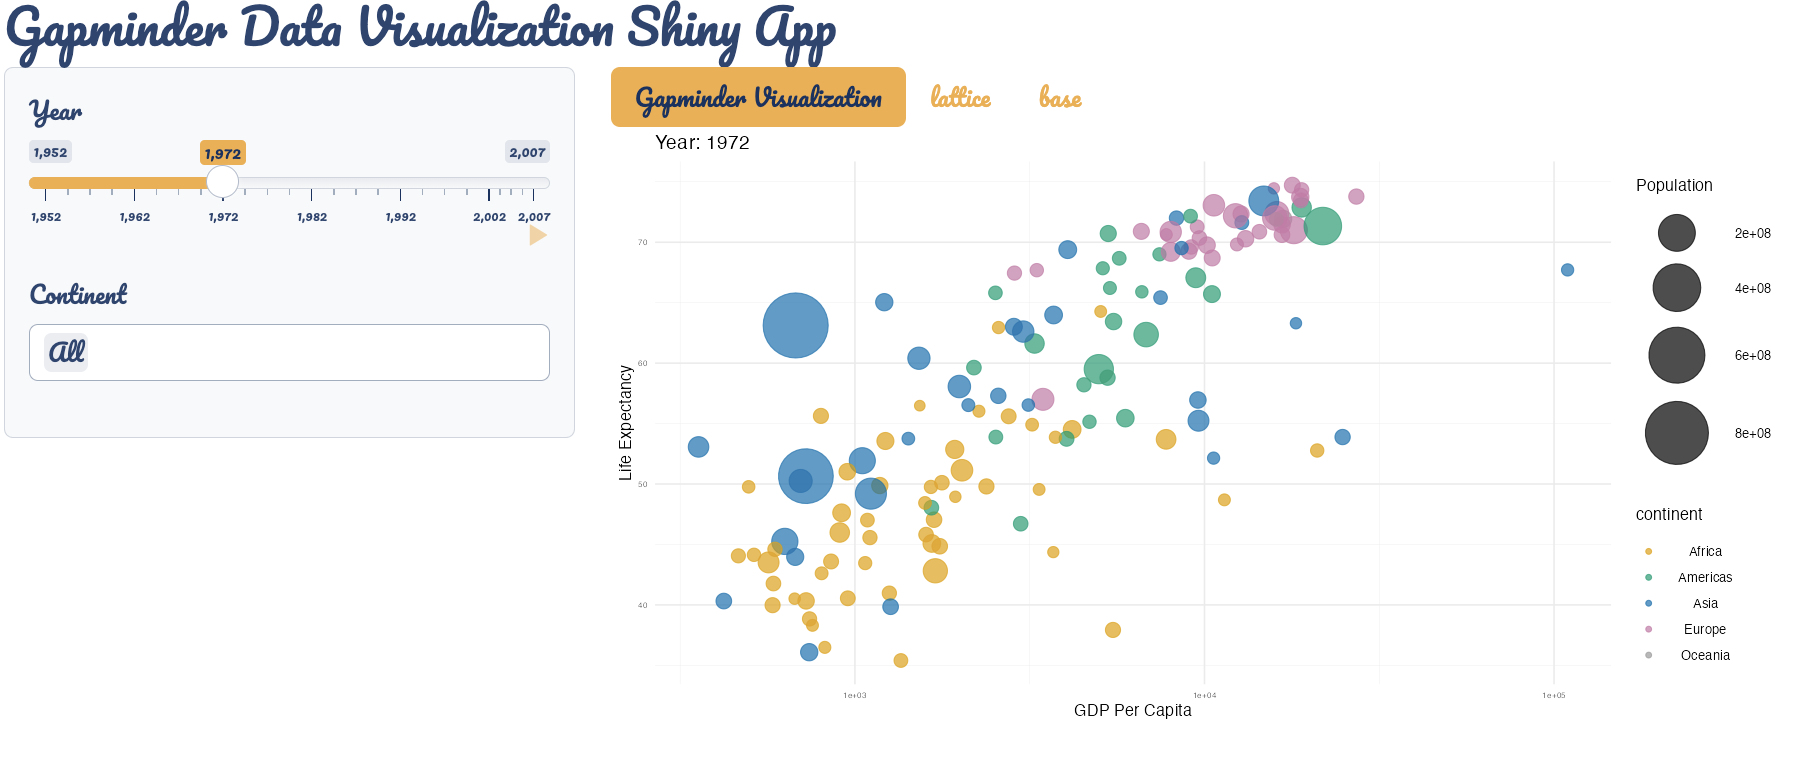 Gapminder Data Visualization Shiny App
Year
1,952 1,972 2,007
1,952 1,962 1,972 1,982 1,992 2,002 2,007
Continent
All
Gapminder Visualization lattice base
Year: 1972
Life Expectancy
70
60
50
40
1e+03 1e+04 1e+05
GDP Per Capita
Population
2e+08
4e+08
6e+08
8e+08
continent
Africa
Americas
Asia
Europe
Oceania